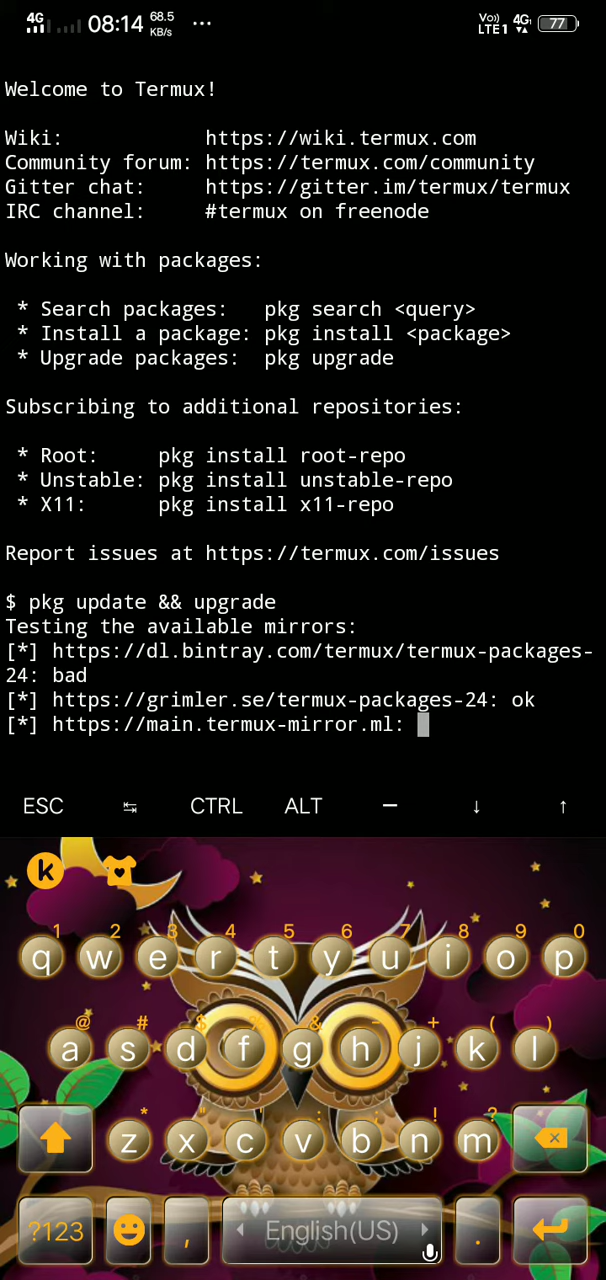 4G 08:14 68.5 KB/s ... Vo)) LTE 1 4G 77
Welcome to Termux!
Wiki: https://wiki.termux.com
Community forum: https://termux.com/community
Gitter chat: https://gitter.im/termux/termux
IRC channel: #termux on freenode
Working with packages:
* Search packages: pkg search <query>
* Install a package: pkg install <package>
* Upgrade packages: pkg upgrade
Subscribing to additional repositories:
* Root: pkg install root-repo
* Unstable: pkg install unstable-repo
* X11: pkg install x11-repo
Report issues at https://termux.com/issues
$ pkg update && upgrade
Testing the available mirrors:
[*] https://dl.bintray.com/termux/termux-packages-
24: bad
[*] https://grimler.se/termux-packages-24: ok
[*] https://main.termux-mirror.ml:
ESC ↹ CTRL ALT — ↓ ↑
k
1 2 3 4 5 6 7 8 9 0
q w e r t y u i o p
@ # $ % & - + ( )
a s d f g h j k l
* " ' : ; ! ?
z x c v b n m
?123 , English(US) .